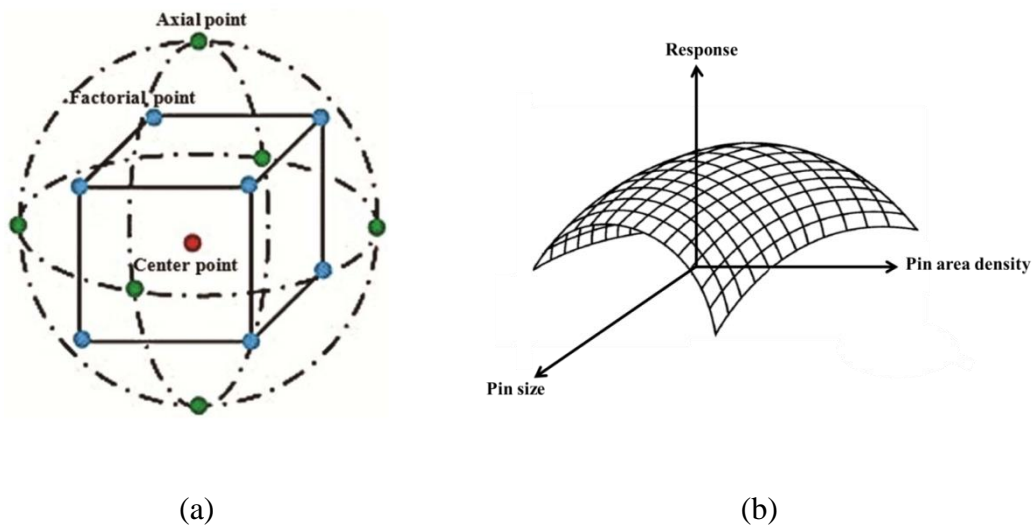 Axial point
Factorial point
Center point
Response
Pin area density
Pin size
(a)
(b)